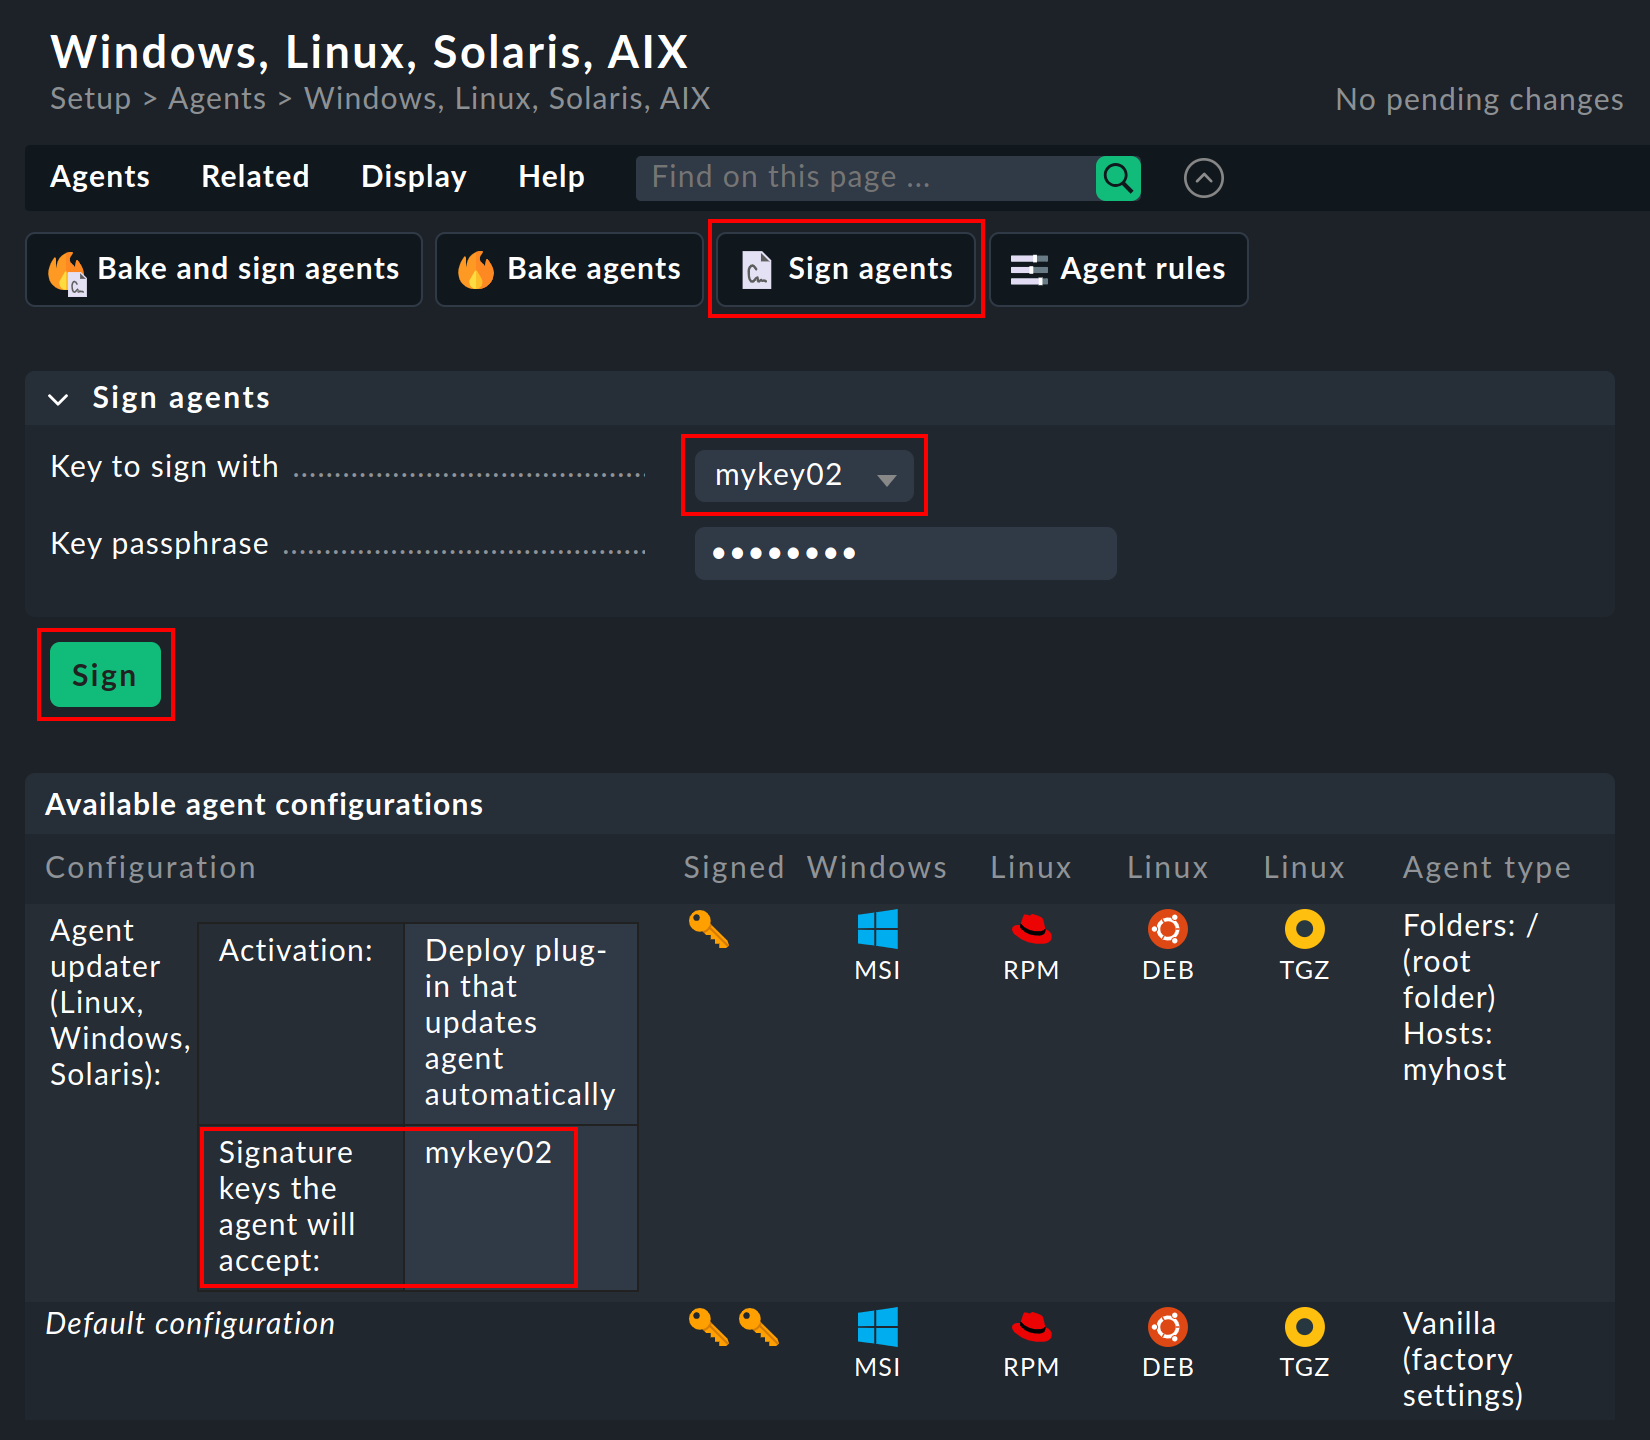 Windows, Linux, Solaris, AIX
Setup > Agents > Windows, Linux, Solaris, AIX
No pending changes
Agents Related Display Help Find on this page ...
Bake and sign agents Bake agents Sign agents Agent rules
Sign agents
Key to sign with mykey02
Key passphrase ••••••••
Sign
Available agent configurations
Configuration Signed Windows Linux Linux Linux Agent type
Agent
updater
(Linux,
Windows,
Solaris):
Activation:
Deploy plug-
in that
updates
agent
automatically
Signature
keys the
agent will
accept:
mykey02
MSI RPM DEB TGZ
Folders: /
(root
folder)
Hosts:
myhost
Default configuration
MSI RPM DEB TGZ
Vanilla
(factory
settings)